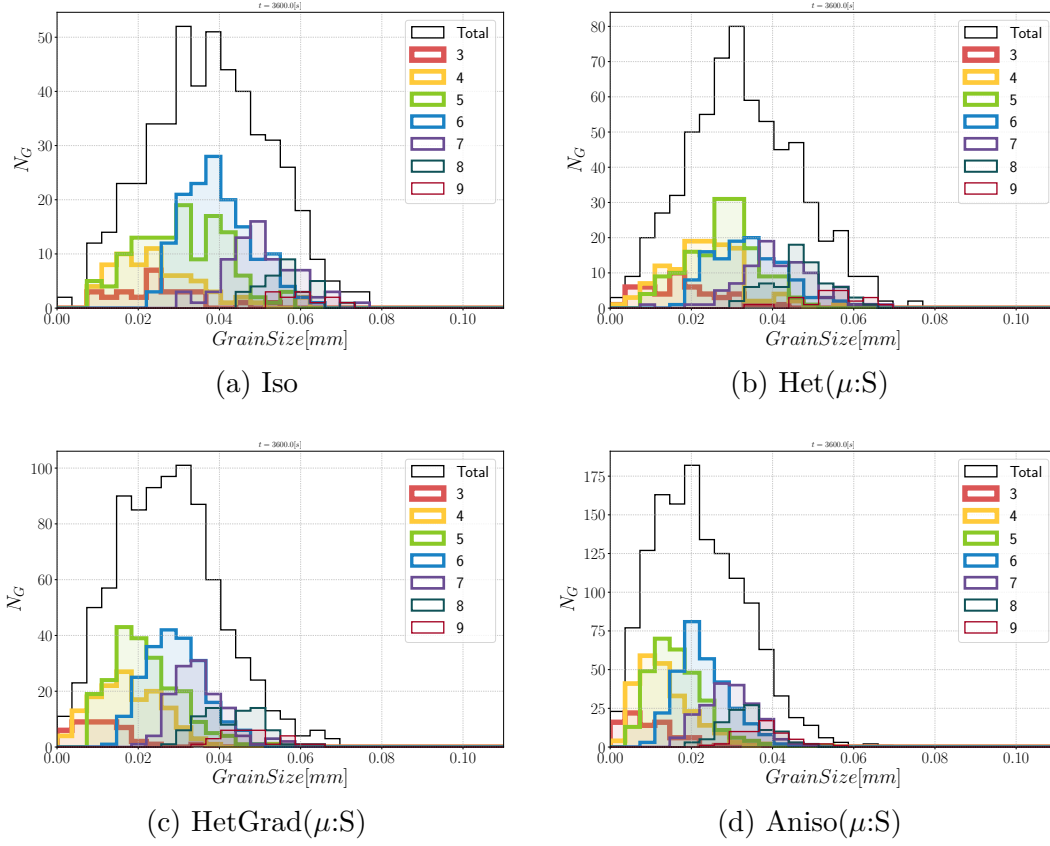 t = 3600.0[s]
50
40
30
20
10
0
N_G
0.00 0.02 0.04 0.06 0.08 0.10
GrainSize[mm]
Total
3
4
5
6
7
8
9
(a) Iso
t = 3600.0[s]
80
70
60
50
40
30
20
10
0
N_G
0.00 0.02 0.04 0.06 0.08 0.10
GrainSize[mm]
Total
3
4
5
6
7
8
9
(b) Het(μ:S)
t = 3600.0[s]
100
80
60
40
20
0
N_G
0.00 0.02 0.04 0.06 0.08 0.10
GrainSize[mm]
Total
3
4
5
6
7
8
9
(c) HetGrad(μ:S)
t = 3600.0[s]
175
150
125
100
75
50
25
0
N_G
0.00 0.02 0.04 0.06 0.08 0.10
GrainSize[mm]
Total
3
4
5
6
7
8
9
(d) Aniso(μ:S)